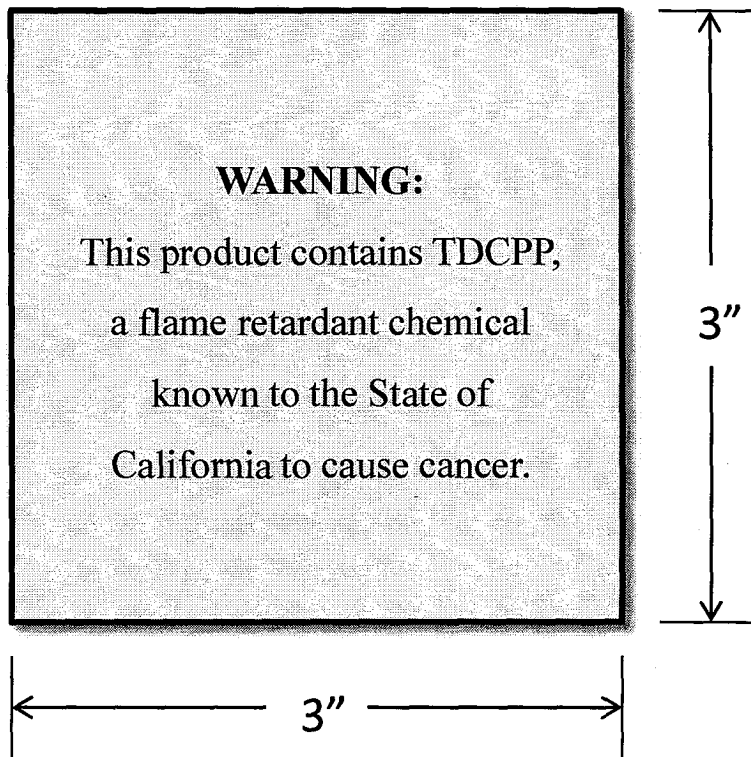 WARNING:
This product contains TDCPP,
a flame retardant chemical
known to the State of
California to cause cancer.
3”
3”